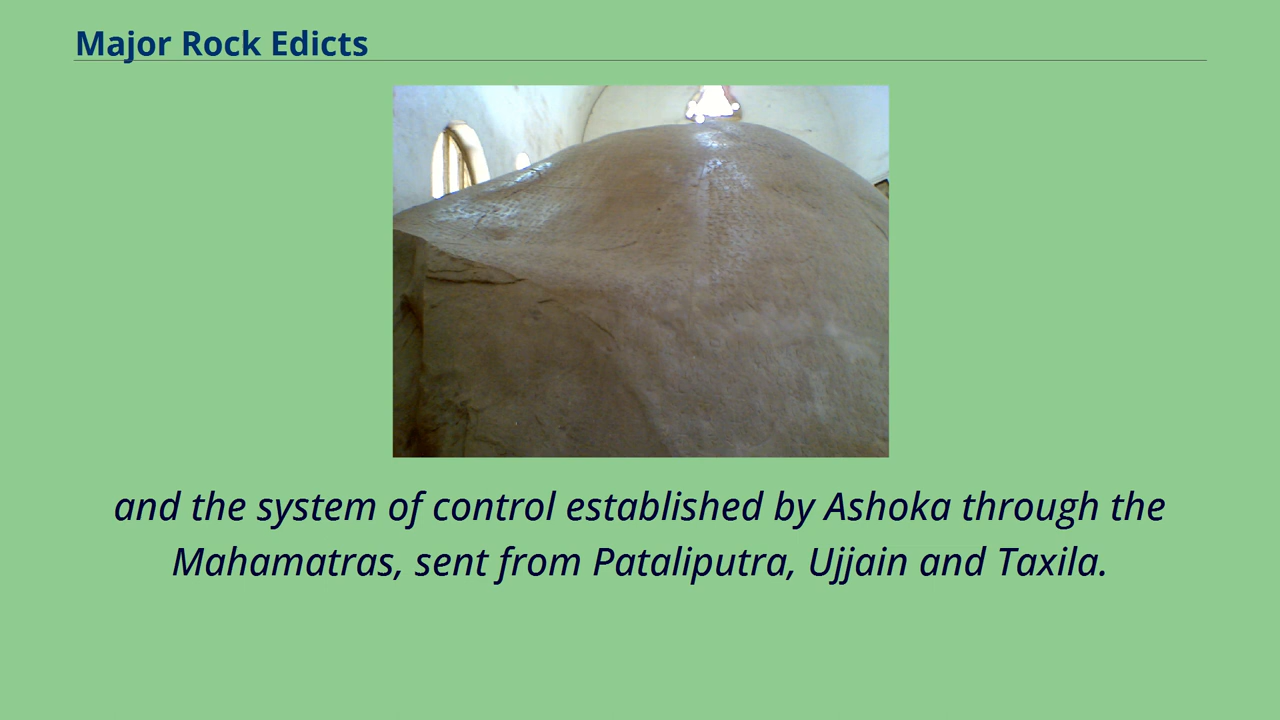 Major Rock Edicts
and the system of control established by Ashoka through the
Mahamatras, sent from Pataliputra, Ujjain and Taxila.